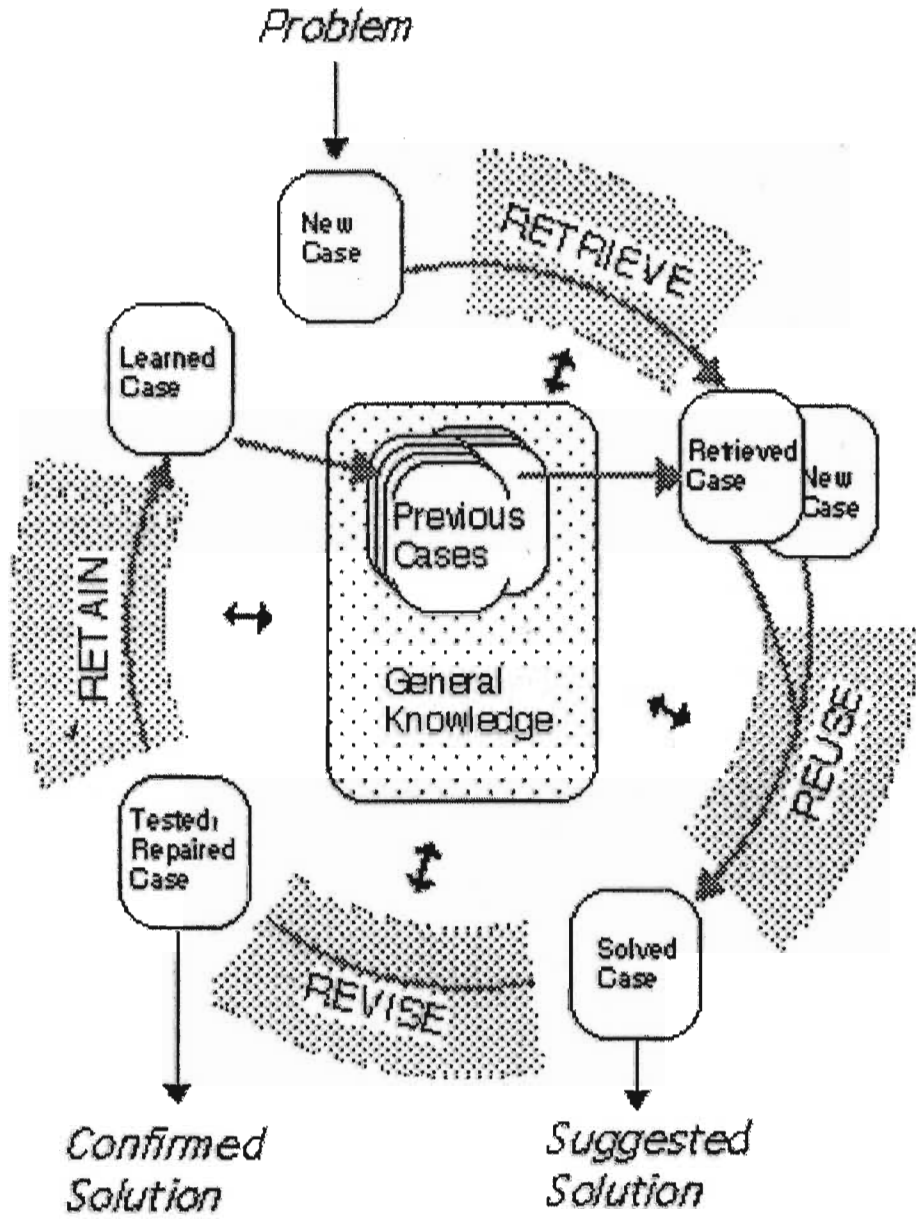 Problem
New
Case
RETRIEVE
Learned
Case
Retrieved
Case
New
Case
Previous
Cases
RETAIN
General
Knowledge
REUSE
Tested,
Repaired
Case
REVISE
Solved
Case
Confirmed
Solution
Suggested
Solution